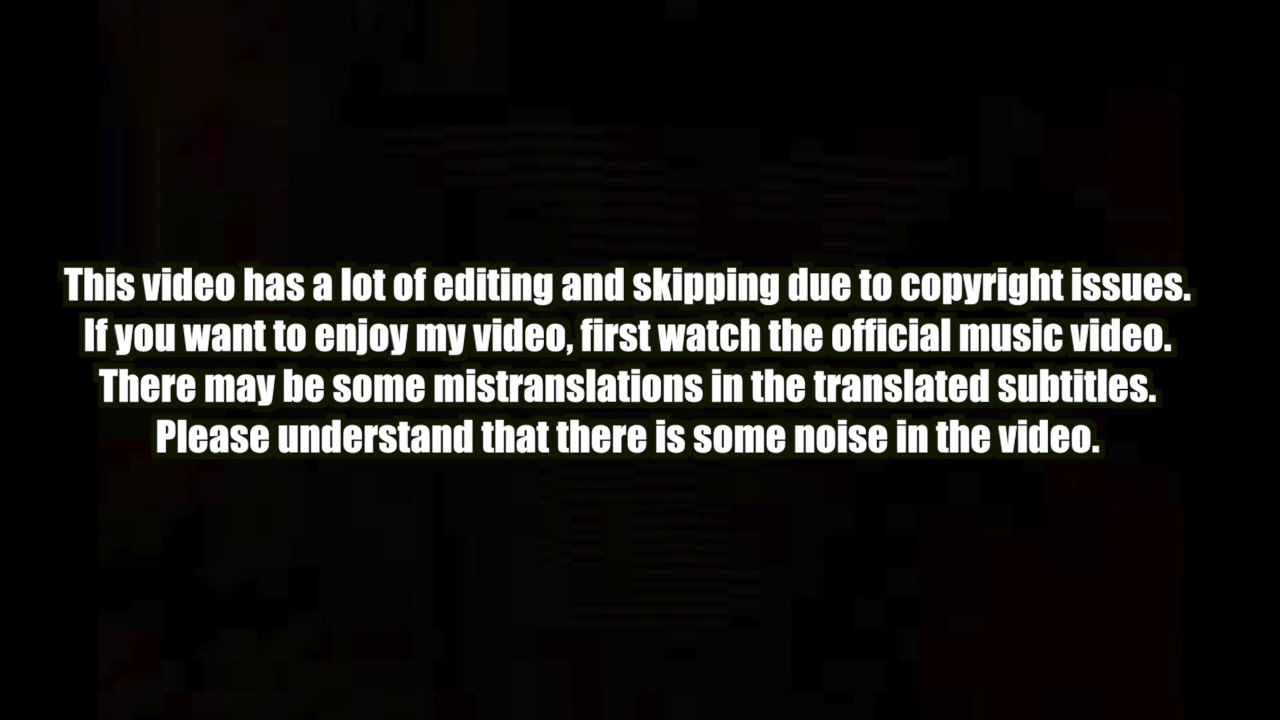 This video has a lot of editing and skipping due to copyright issues.
If you want to enjoy my video, first watch the official music video.
There may be some mistranslations in the translated subtitles.
Please understand that there is some noise in the video.